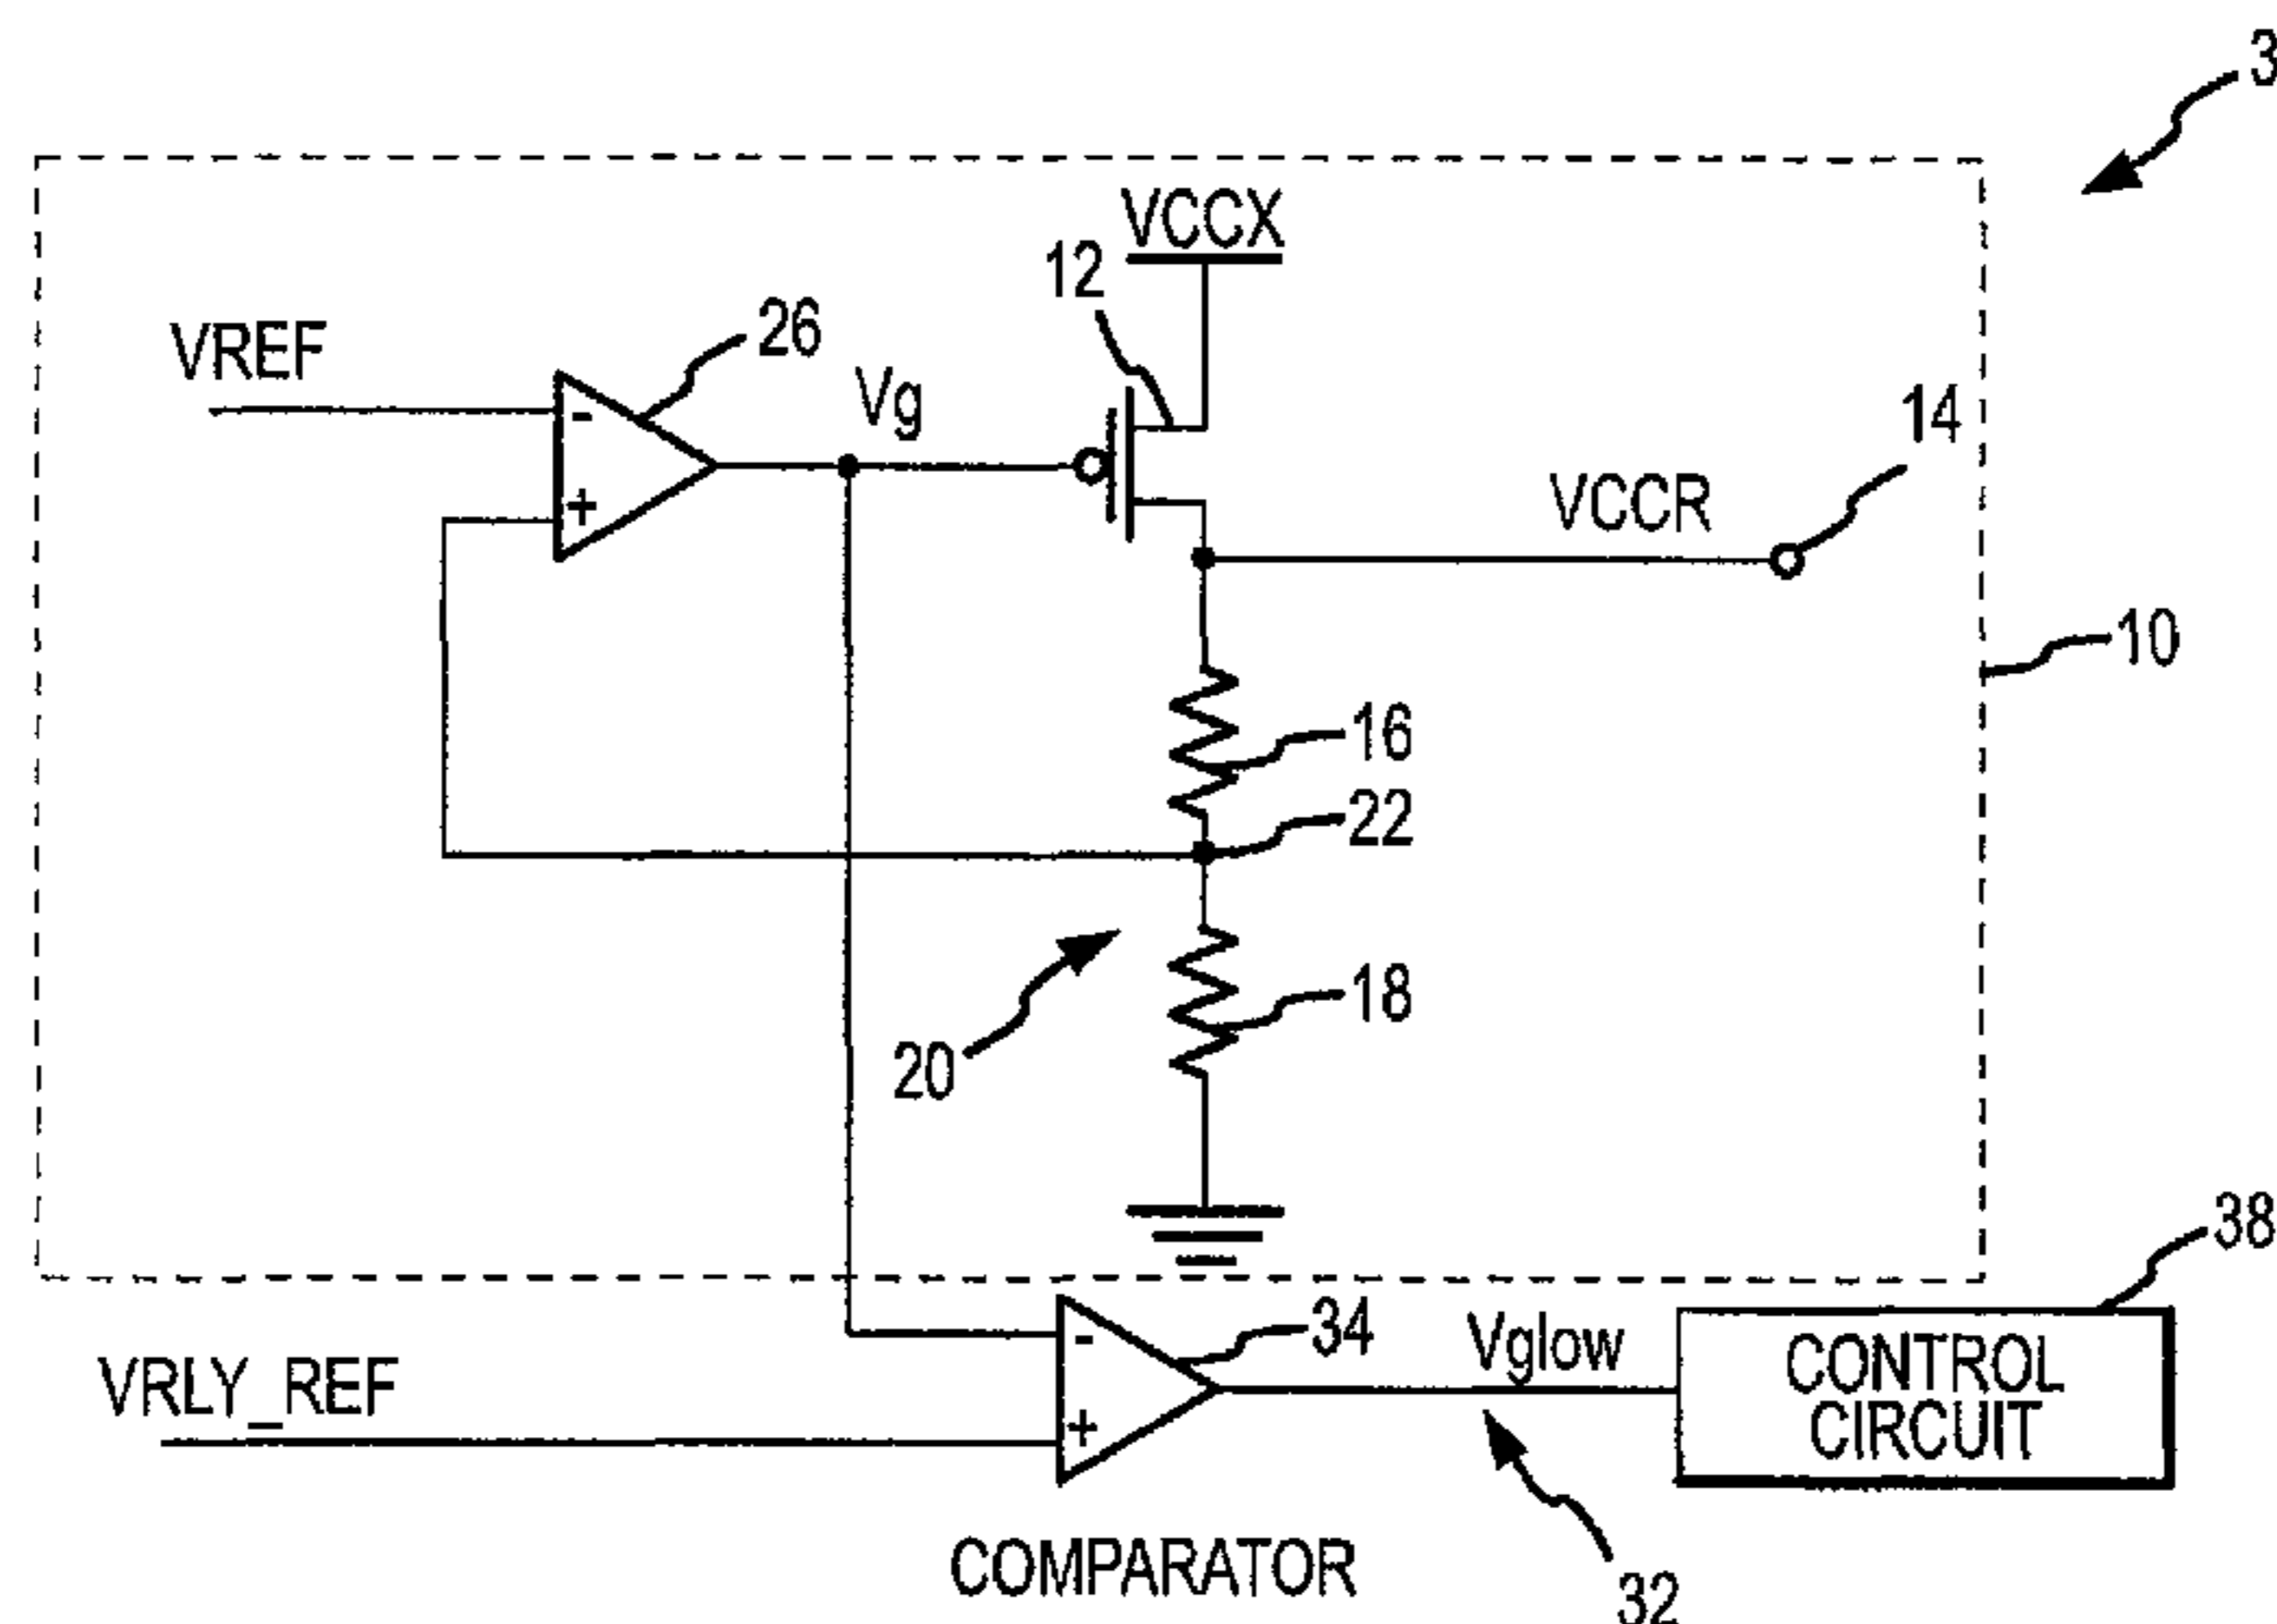 3
VCCX
12
26
VREF
Vg
14
VCCR
-
+
10
16
22
18
20
38
34
-
Vglow
CONTROL
CIRCUIT
VRLY_REF
+
COMPARATOR
32